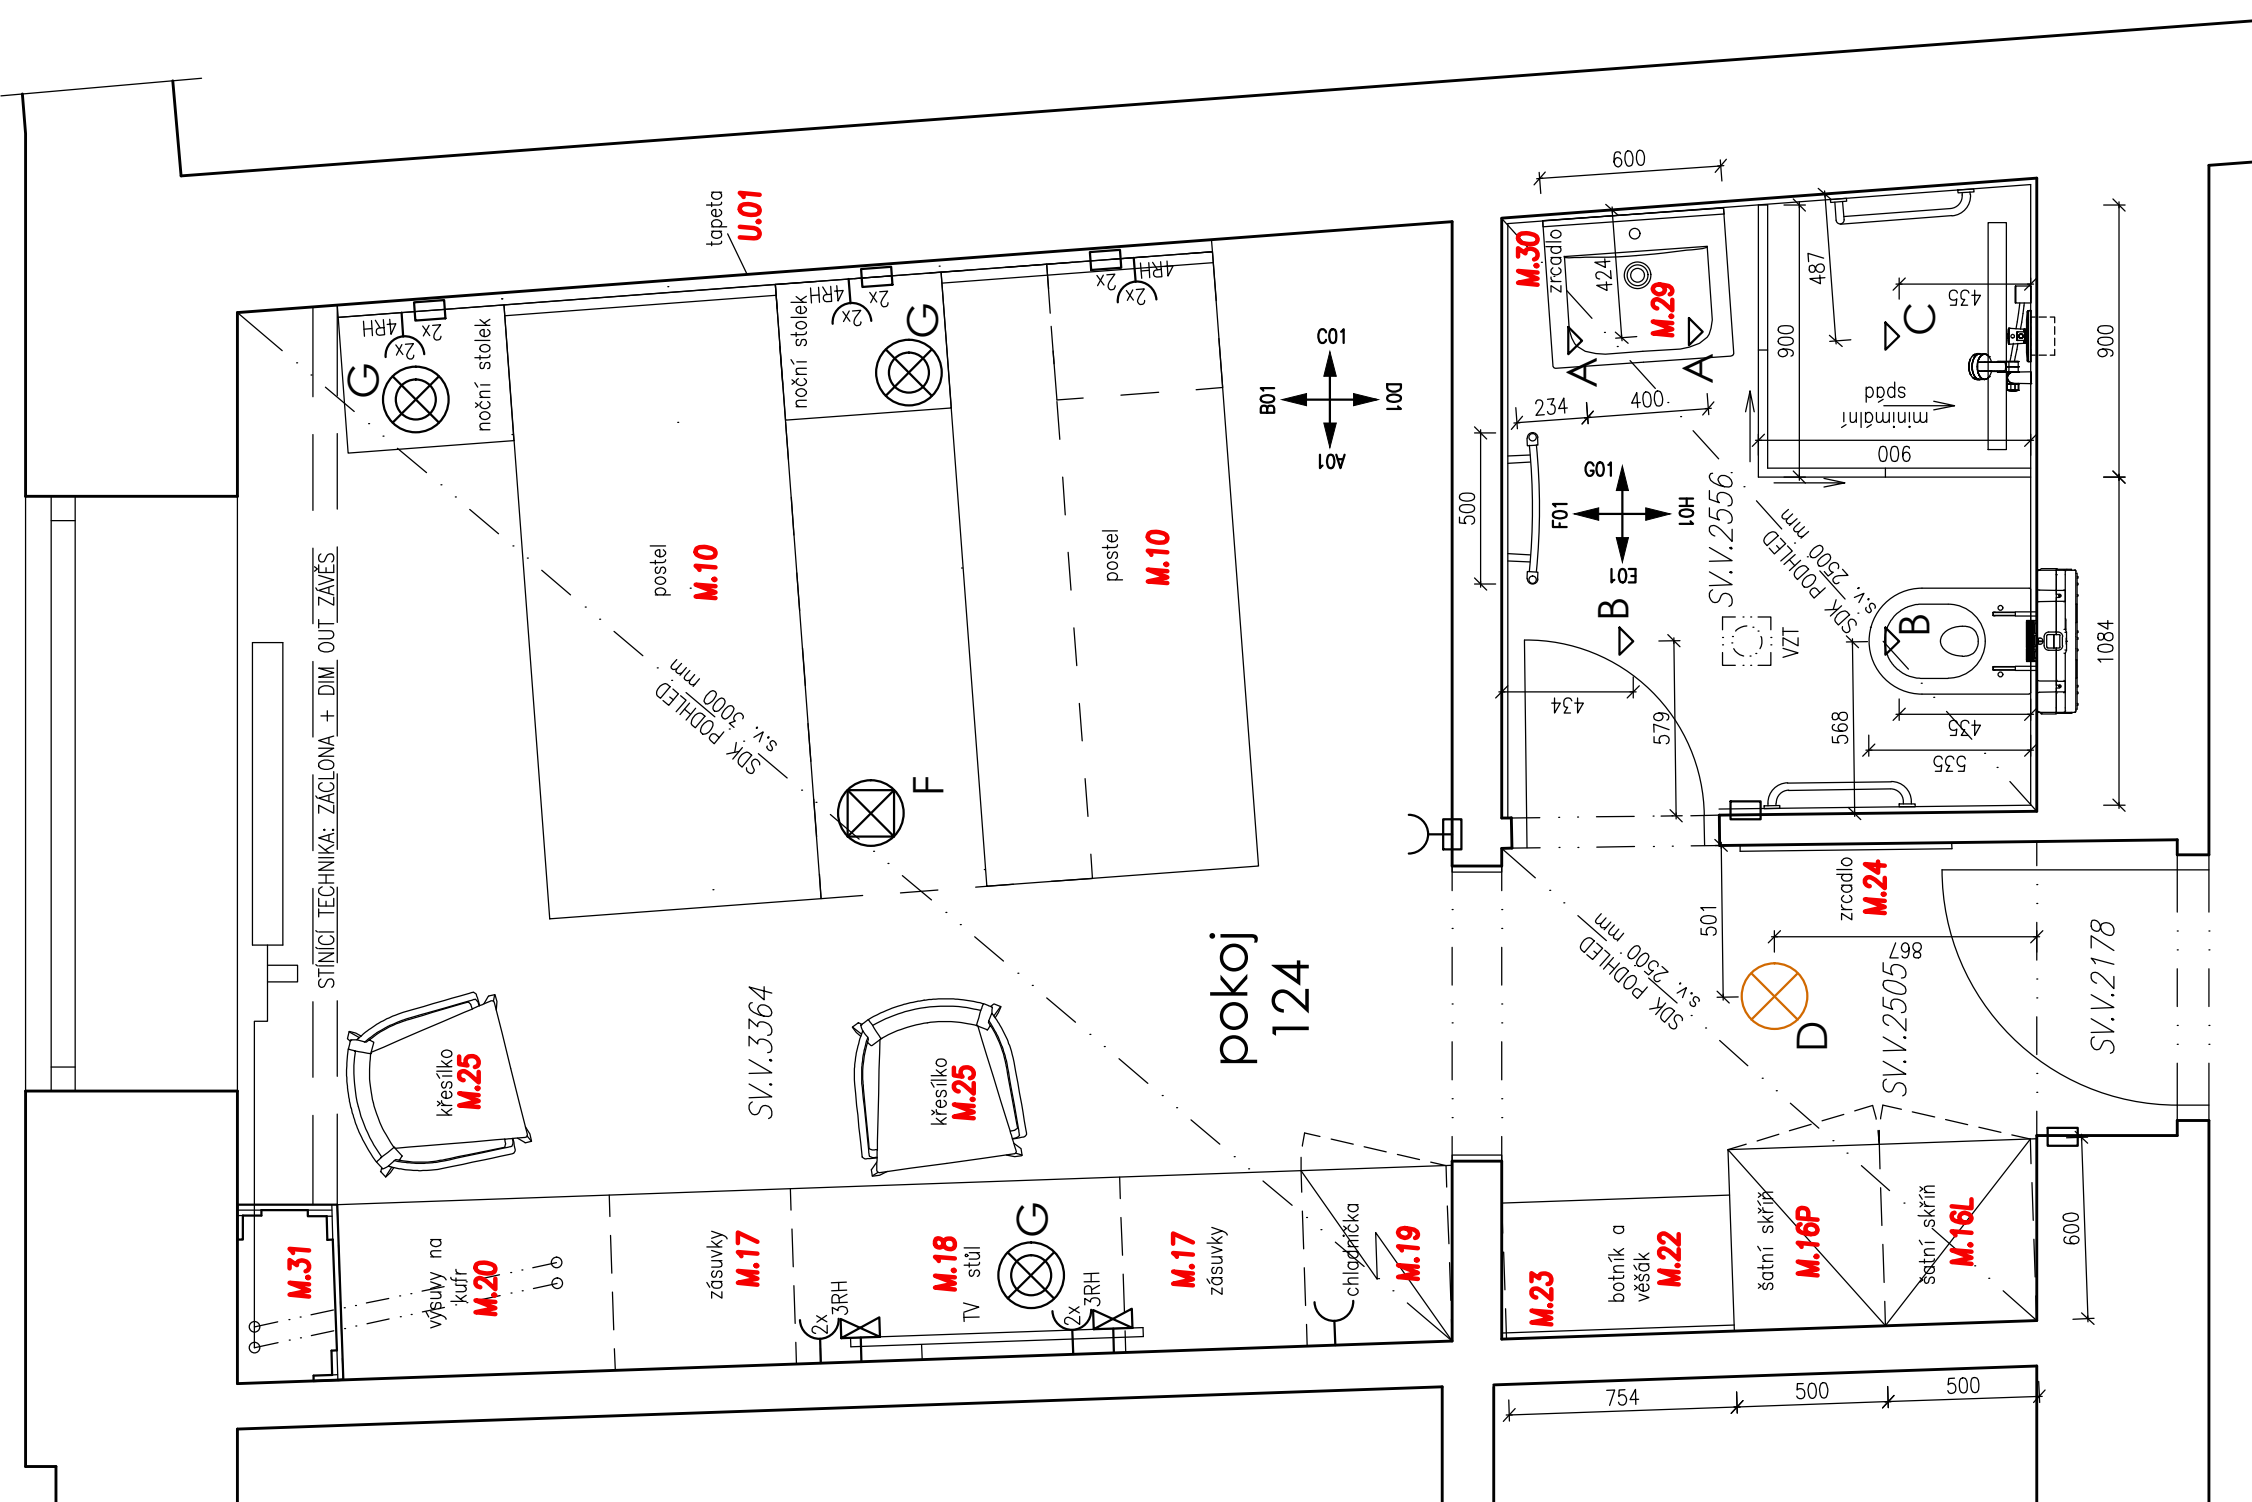 tapeta
U.01
600
M.30
zrcadlo
424
M.29
487
435
900
900
C
A
A
234
400
minimální
spád
900
4RH
2x
2x
G
noční stolek
noční stolek
4RH
2x
2x
G
4RH
2x
2x
C01
B01
D01
A01
G01
F01
H01
E01
500
STÍNÍCÍ TECHNIKA: ZÁCLONA + DIM OUT ZÁVĚS
postel
M.10
postel
M.10
SDK PODHLED
s.v. 3000 mm
F
SV.V.2556
SDK PODHLED
s.v. 2500 mm
B
B
VZT
1084
434
579
568
435
535
zrcadlo
M.24
501
867
SDK PODHLED
s.v. 2500 mm
D
SV.V.2505
SV.V.2178
SV.V.3364
pokoj
124
křesílko
M.25
křesílko
M.25
M.31
výsuvy na
kufr
M.20
zásuvky
M.17
M.18
stůl
TV
G
2x
3RH
2x
3RH
M.17
zásuvky
chladnička
M.19
M.23
botník a
věšák
M.22
šatní skříň
M.16P
šatní skříň
M.16L
600
754
500
500